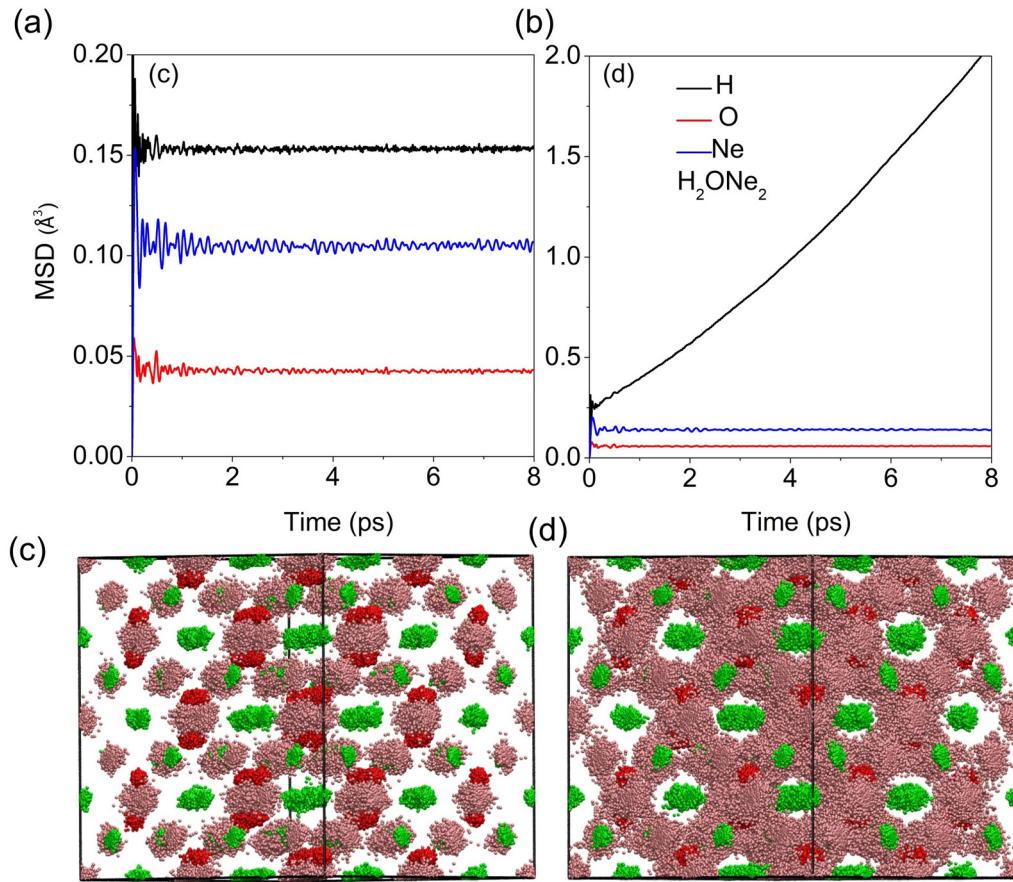 (a)
(b)
(c)
(d)
0.20
0.15
0.10
0.05
0.00
MSD (Å³)
0 2 4 6 8
Time (ps)
2.0
1.5
1.0
0.5
0.0
H
O
Ne
H₂ONe₂
0 2 4 6 8
Time (ps)
(c)
(d)